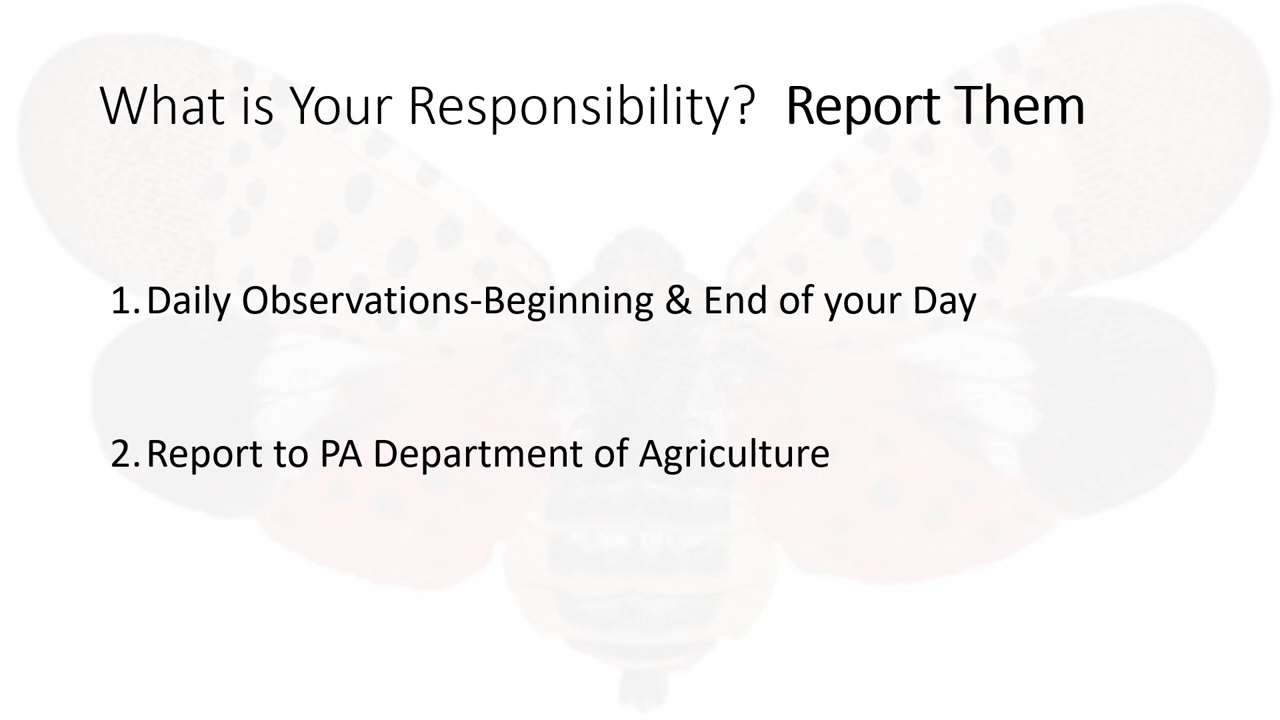 What is Your Responsibility?  Report Them
1. Daily Observations-Beginning & End of your Day
2. Report to PA Department of Agriculture